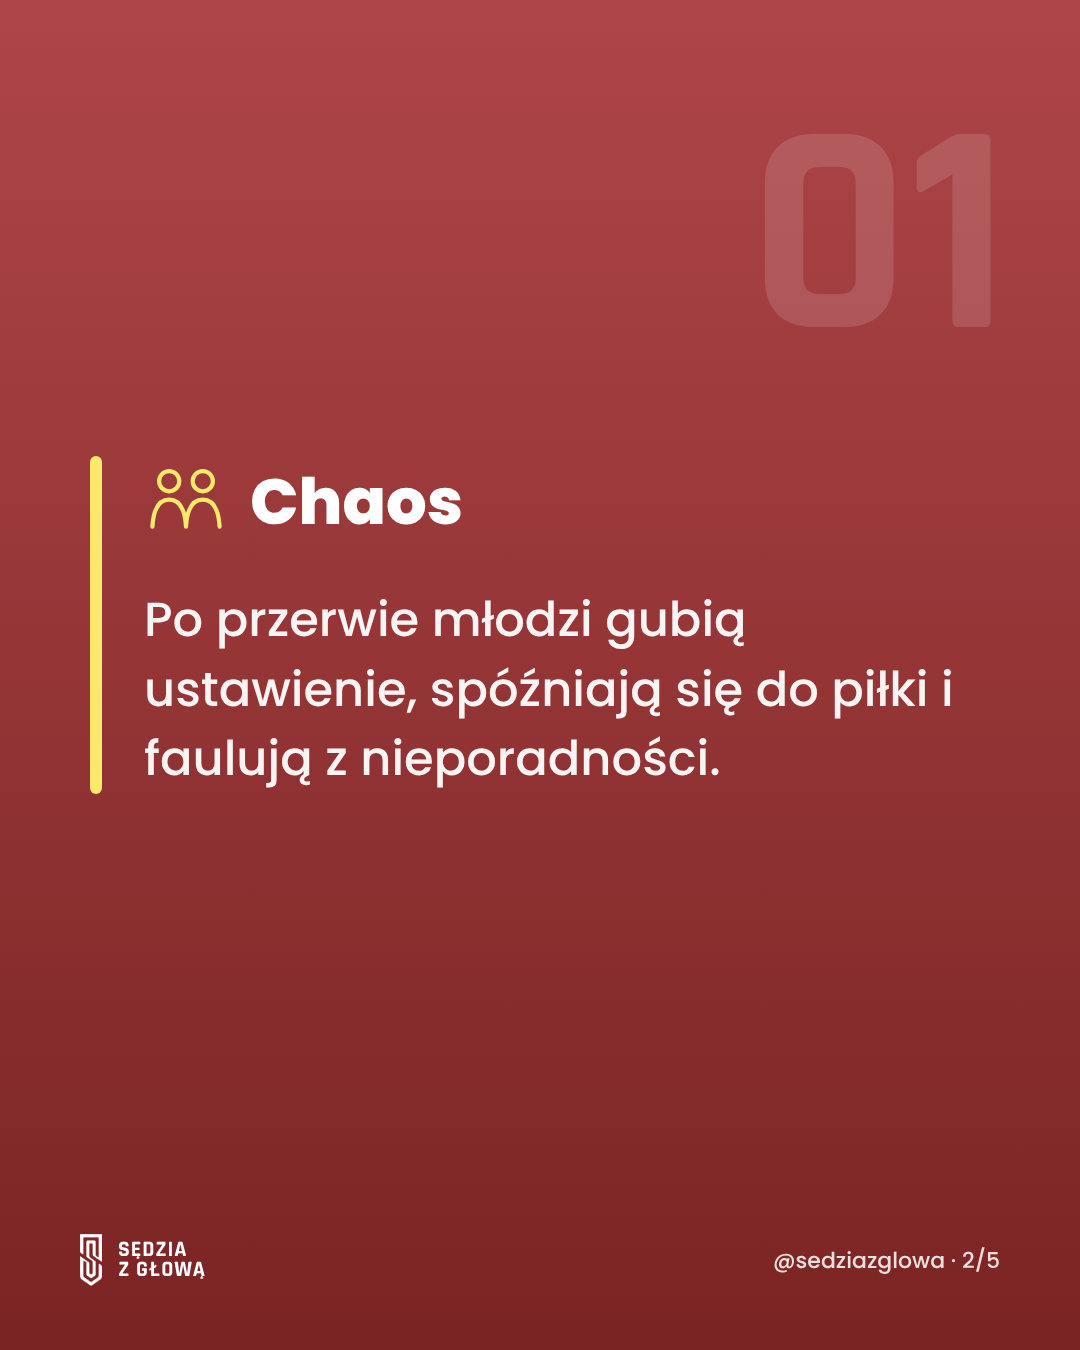 01
Chaos
Po przerwie młodzi gubią
ustawienie, spóźniają się do piłki i
faulują z nieporadności.
SĘDZIA
Z GŁOWĄ
@sedziazglowa · 2/5